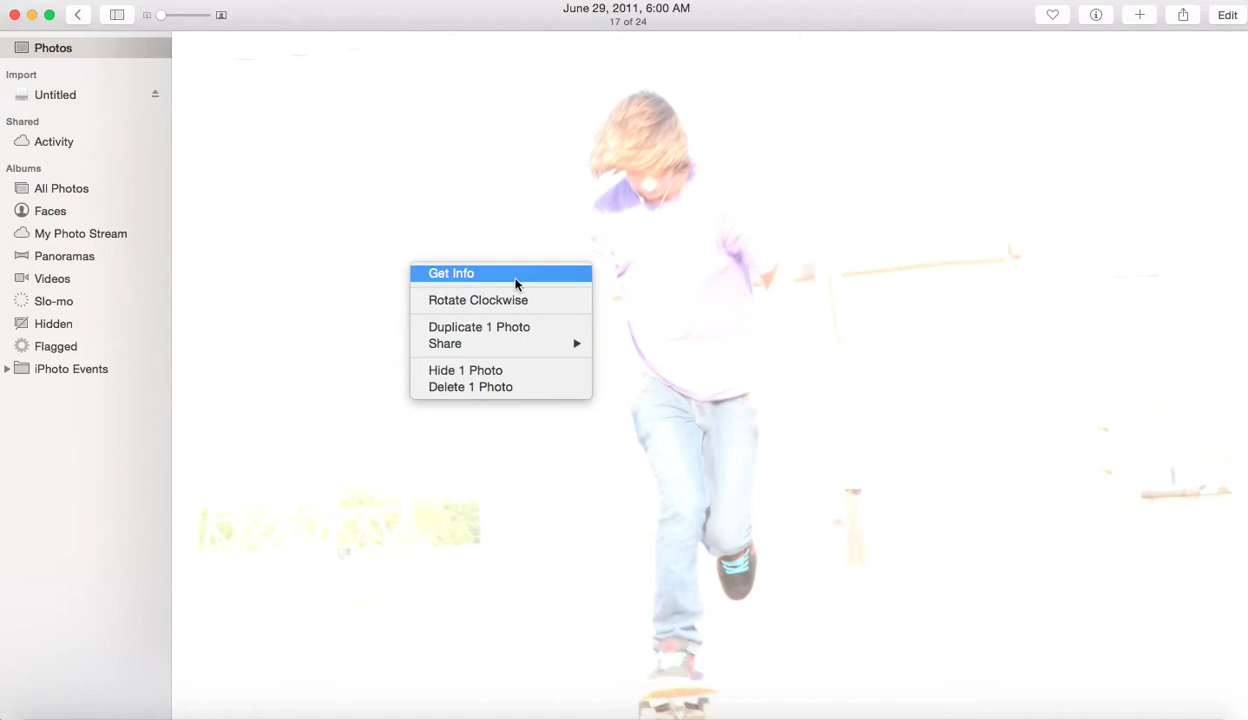 June 29, 2011, 6:00 AM
17 of 24
Edit
Photos
Import
Untitled
Shared
Activity
Albums
All Photos
Faces
My Photo Stream
Panoramas
Videos
Slo-mo
Hidden
Flagged
iPhoto Events
Get Info
Rotate Clockwise
Duplicate 1 Photo
Share
Hide 1 Photo
Delete 1 Photo